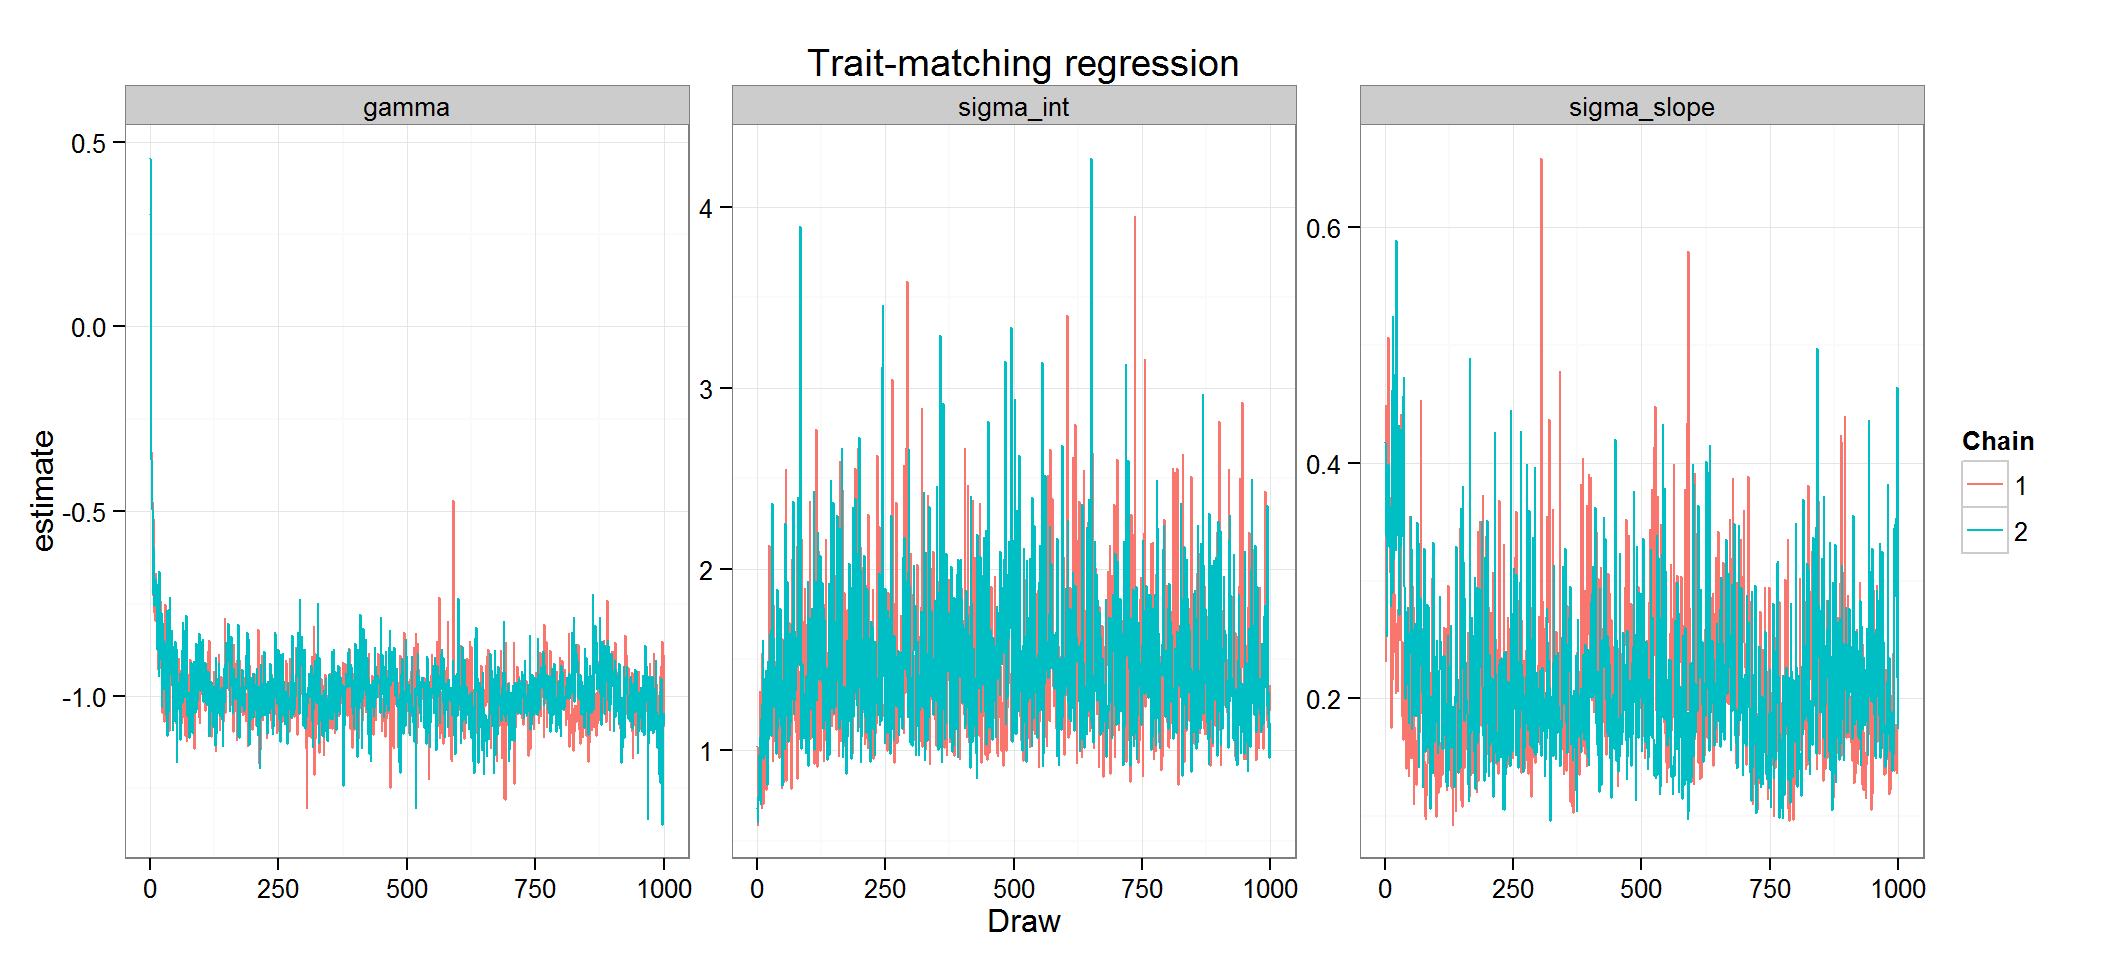 Trait-matching regression
gamma
sigma_int
sigma_slope
estimate
0.5
0.0
-0.5
-1.0
4
3
2
1
0.6
0.4
0.2
0 250 500 750 1000
0 250 500 750 1000
0 250 500 750 1000
Draw
Chain
1
2